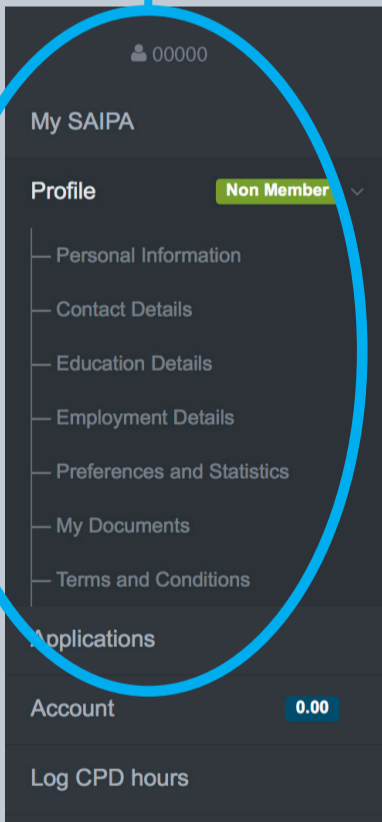 00000
My SAIPA
Profile Non Member
Personal Information
Contact Details
Education Details
Employment Details
Preferences and Statistics
My Documents
Terms and Conditions
Applications
Account 0.00
Log CPD hours